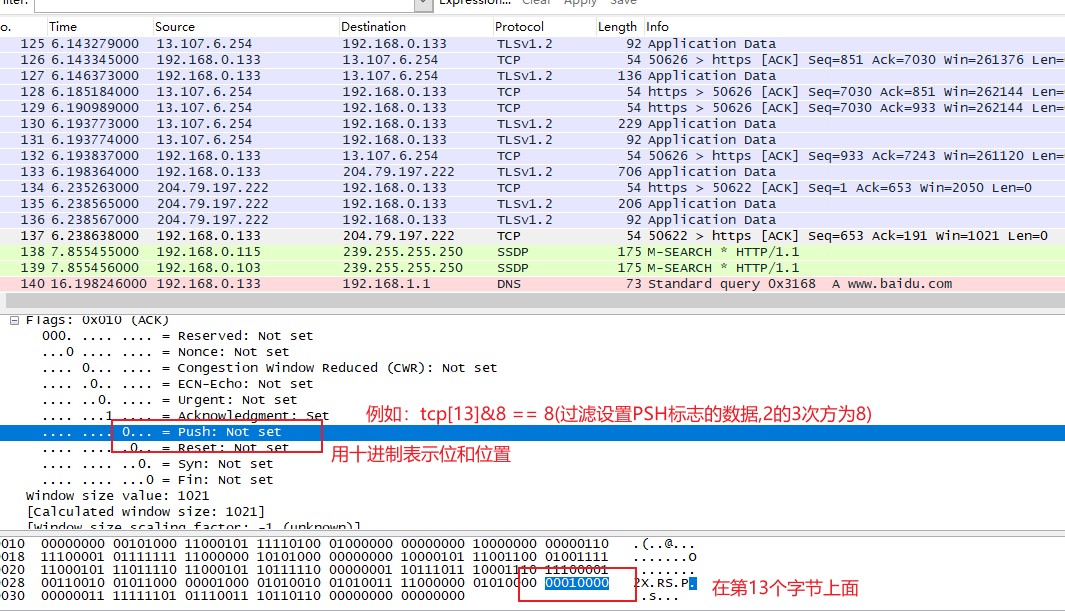 Expression... Clear Apply Save
o. Time Source Destination Protocol Length Info
125 6.143279000 13.107.6.254 192.168.0.133 TLSv1.2 92 Application Data
126 6.143345000 192.168.0.133 13.107.6.254 TCP 54 50626 > https [ACK] Seq=851 Ack=7030 Win=261376 Len=
127 6.146373000 192.168.0.133 13.107.6.254 TLSv1.2 136 Application Data
128 6.185184000 13.107.6.254 192.168.0.133 TCP 54 https > 50626 [ACK] Seq=7030 Ack=851 Win=262144 Len=
129 6.190989000 13.107.6.254 192.168.0.133 TCP 54 https > 50626 [ACK] Seq=7030 Ack=933 Win=262144 Len=
130 6.193773000 13.107.6.254 192.168.0.133 TLSv1.2 229 Application Data
131 6.193774000 13.107.6.254 192.168.0.133 TLSv1.2 92 Application Data
132 6.193837000 192.168.0.133 13.107.6.254 TCP 54 50626 > https [ACK] Seq=933 Ack=7243 Win=261120 Len=
133 6.198364000 192.168.0.133 204.79.197.222 TLSv1.2 706 Application Data
134 6.235263000 204.79.197.222 192.168.0.133 TCP 54 https > 50622 [ACK] Seq=1 Ack=653 Win=2050 Len=0
135 6.238565000 204.79.197.222 192.168.0.133 TLSv1.2 206 Application Data
136 6.238567000 204.79.197.222 192.168.0.133 TLSv1.2 92 Application Data
137 6.238638000 192.168.0.133 204.79.197.222 TCP 54 50622 > https [ACK] Seq=653 Ack=191 Win=1021 Len=0
138 7.855455000 192.168.0.115 239.255.255.250 SSDP 175 M-SEARCH * HTTP/1.1
139 7.855456000 192.168.0.103 239.255.255.250 SSDP 175 M-SEARCH * HTTP/1.1
140 16.198246000 192.168.0.133 192.168.1.1 DNS 73 Standard query 0x3168 A www.baidu.com
Flags: 0x010 (ACK)
000. .... .... = Reserved: Not set
...0 .... .... = Nonce: Not set
.... 0... .... = Congestion Window Reduced (CWR): Not set
.... .0.. .... = ECN-Echo: Not set
.... ..0. .... = Urgent: Not set
.... ...1 .... = Acknowledgment: Set
例如：tcp[13]&8 == 8(过滤设置PSH标志的数据,2的3次方为8)
.... .... 0... = Push: Not set
.... .... .0.. = Reset: Not set
用十进制表示位和位置
.... .... ..0. = Syn: Not set
.... .... ...0 = Fin: Not set
Window size value: 1021
[Calculated window size: 1021]
[Window size scaling factor: -1 (unknown)]
0010 00000000 00101000 11000101 11110100 01000000 00000000 10000000 00000110 .(..@...
0018 11100001 01111111 11000000 10101000 00000000 10000101 11001100 01001111 .......O
0020 11000101 11011110 11000101 10111110 00000001 10111011 10001110 11100001 ........
0028 00110010 01011000 00001000 01010010 01010011 11000000 01010000 00010000 2X.RS.P.
在第13个字节上面
0030 00000011 11111101 01110011 10110110 00000000 00000000 ..s...